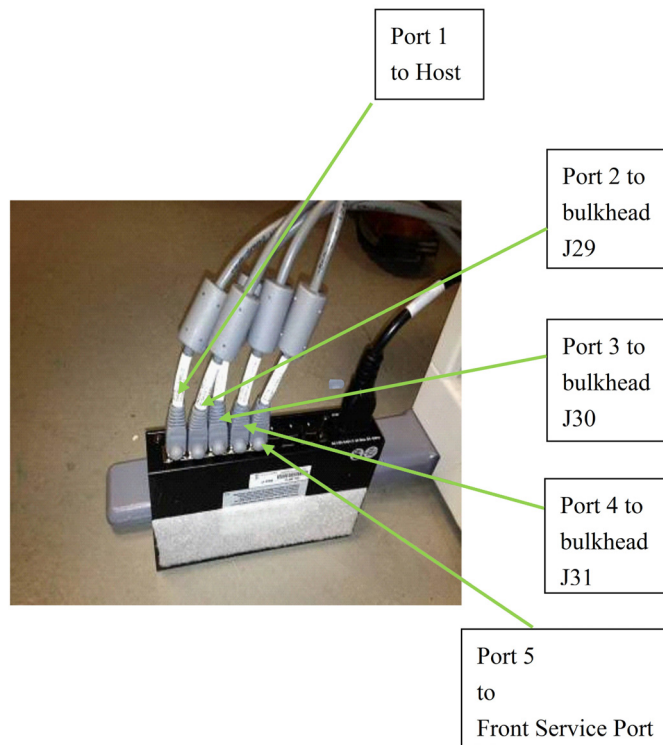 Port 1
to Host
Port 2 to
bulkhead
J29
Port 3 to
bulkhead
J30
Port 4 to
bulkhead
J31
Port 5
to
Front Service Port